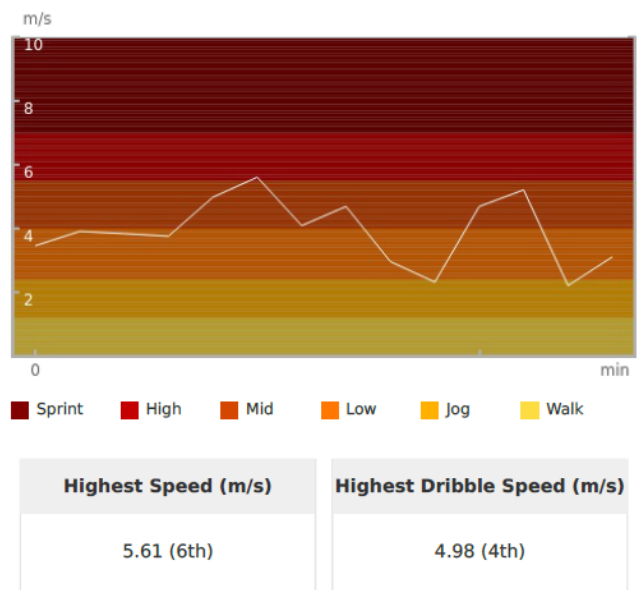 m/s
10
8
6
4
2
0 min
Sprint High Mid Low Jog Walk
Highest Speed (m/s) Highest Dribble Speed (m/s)
5.61 (6th) 4.98 (4th)